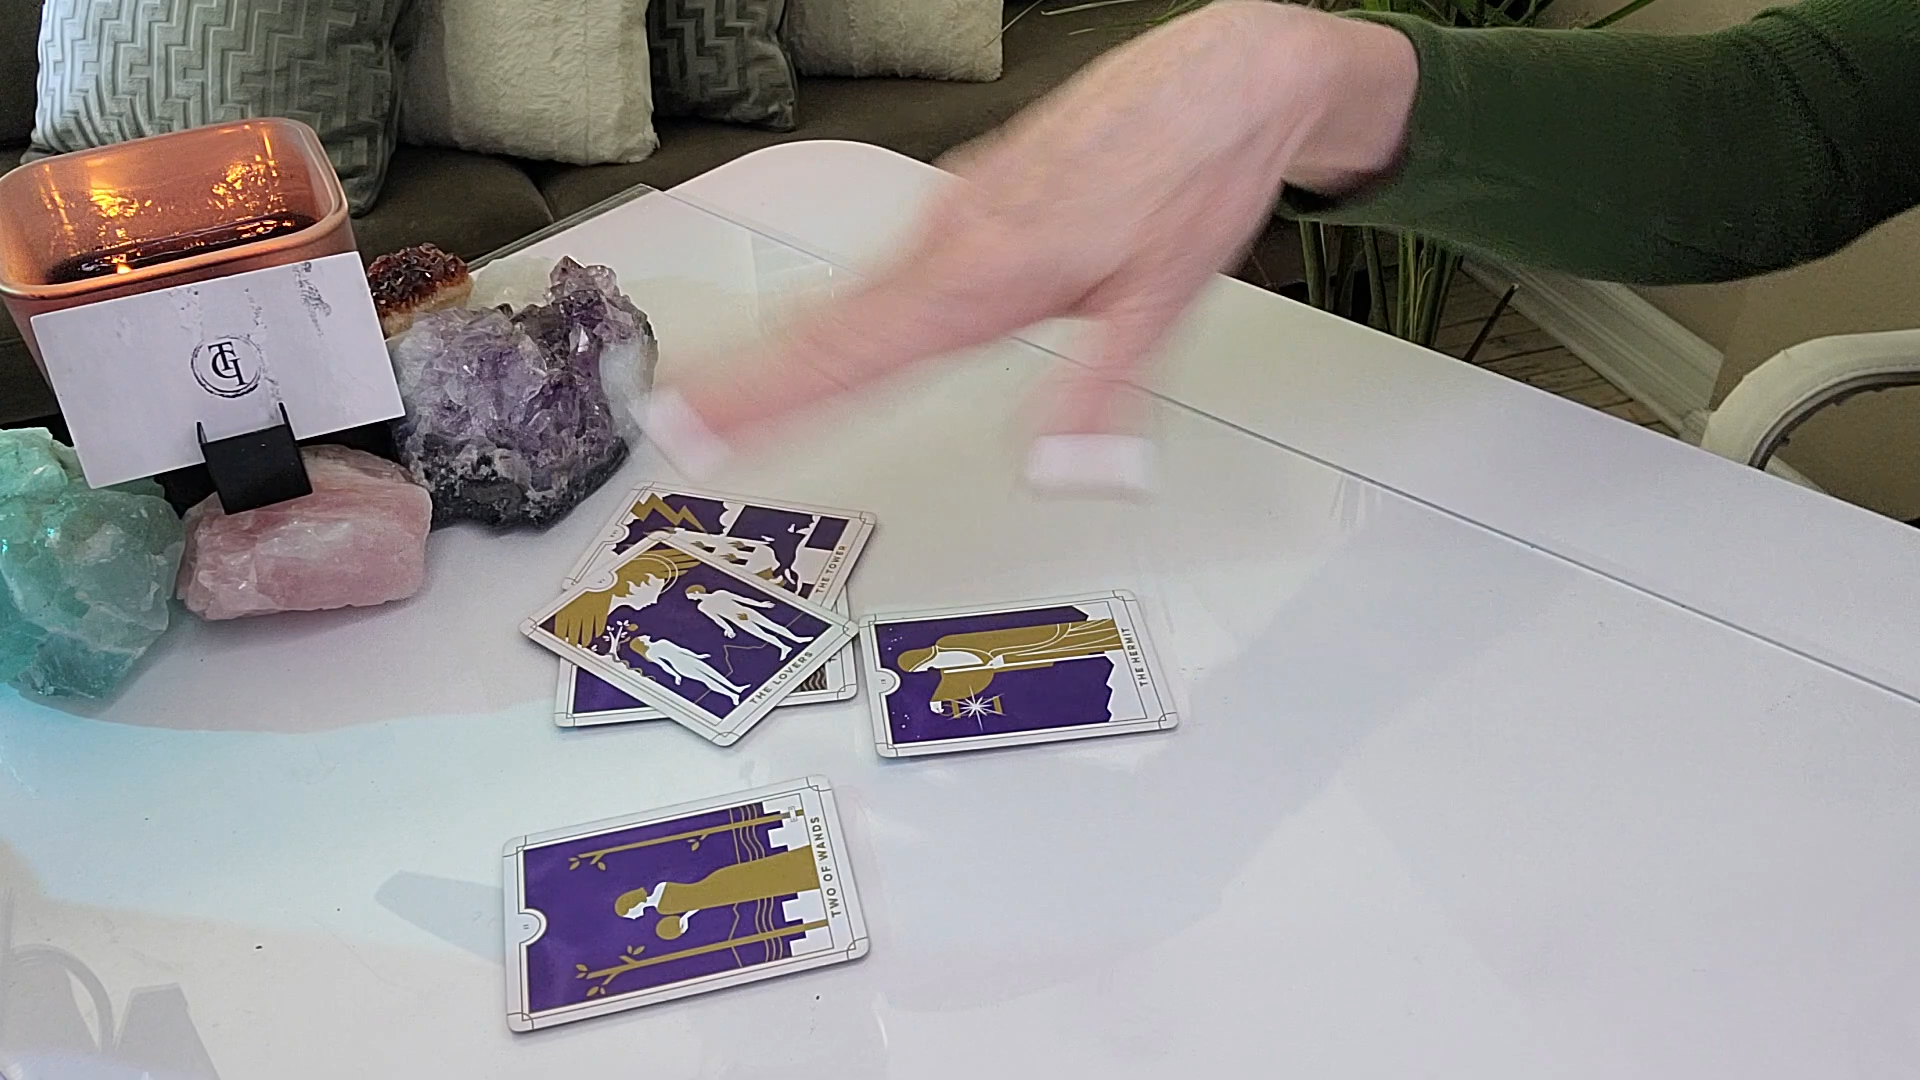 THE TOWER
THE LOVERS
THE HERMIT
TWO OF WANDS